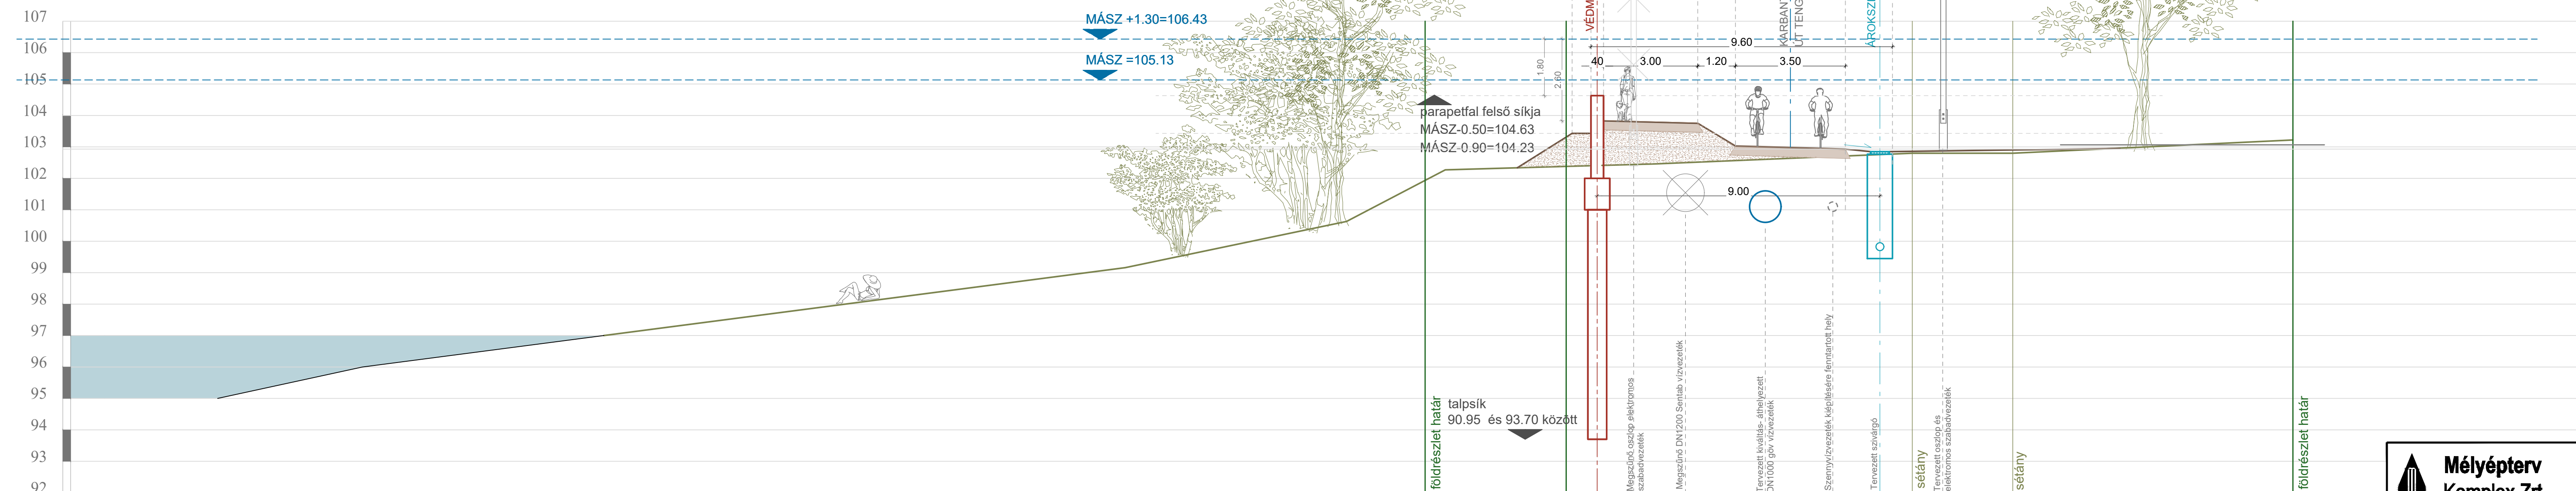 107
106
105
104
103
102
101
100
99
98
97
96
95
94
93
92
MÁSZ +1.30=106.43
MÁSZ =105.13
parapetfal felső síkja
MÁSZ-0.50=104.63
MÁSZ-0.90=104.23
1.80
9.60
40
3.00
1.20
3.50
9.00
talpsík
90.95 és 93.70 között
földrészlet határ
Megszűnő oszlop elektromos
szabadvezeték
Megszűnő DN1200 Sentab vízvezeték
Tervezett kiváltás- áthelyezett
DN1000 göv vízvezeték
Szennyvízvezeték kiépítésére fenntartott hely
Tervezett szivárgó
sétány
Tervezett oszlop és
elektromos szabadvezeték
sétány
földrészlet határ
Mélyépterv